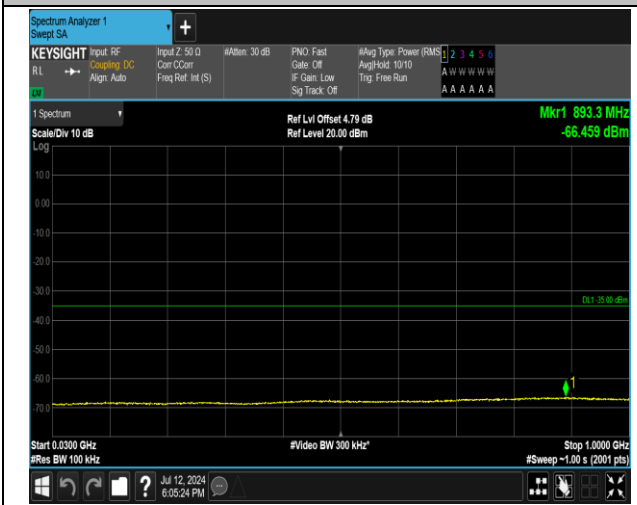 Spectrum Analyzer 1
Swept SA
+
KEYSIGHT
RL
LXI
Input: RF
Coupling: DC
Align: Auto
Input Z: 50 Ω
Corr CCorr
Freq Ref: Int (S)
#Atten: 30 dB
PNO: Fast
Gate: Off
IF Gain: Low
Sig Track: Off
#Avg Type: Power (RMS
Avg|Hold: 10/10
Trig: Free Run
1 2 3 4 5 6
A W W W W W
A A A A A A
1 Spectrum
Scale/Div 10 dB
Log
Ref Lvl Offset 4.79 dB
Ref Level 20.00 dBm
Mkr1 893.3 MHz
-66.459 dBm
10.0
0.00
-10.0
-20.0
-30.0
DL1 -35.00 dBm
-40.0
-50.0
-60.0
1
-70.0
Start 0.0300 GHz
#Res BW 100 kHz
#Video BW 300 kHz*
Stop 1.0000 GHz
#Sweep ~1.00 s (2001 pts)
?
Jul 12, 2024
6:05:24 PM